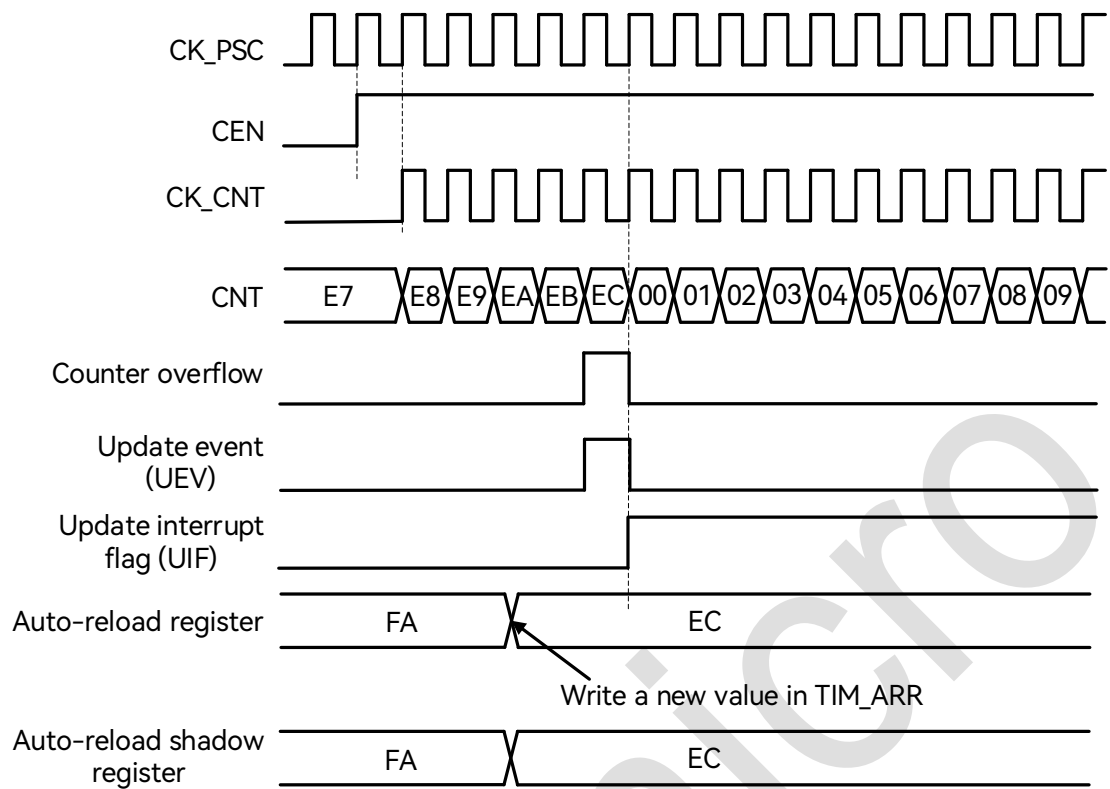 CK_PSC
CEN
CK_CNT
CNT
E7 E8 E9 EA EB EC 00 01 02 03 04 05 06 07 08 09
Counter overflow
Update event
(UEV)
Update interrupt
flag (UIF)
Auto-reload register
FA EC
Write a new value in TIM_ARR
Auto-reload shadow
register
FA EC
micro